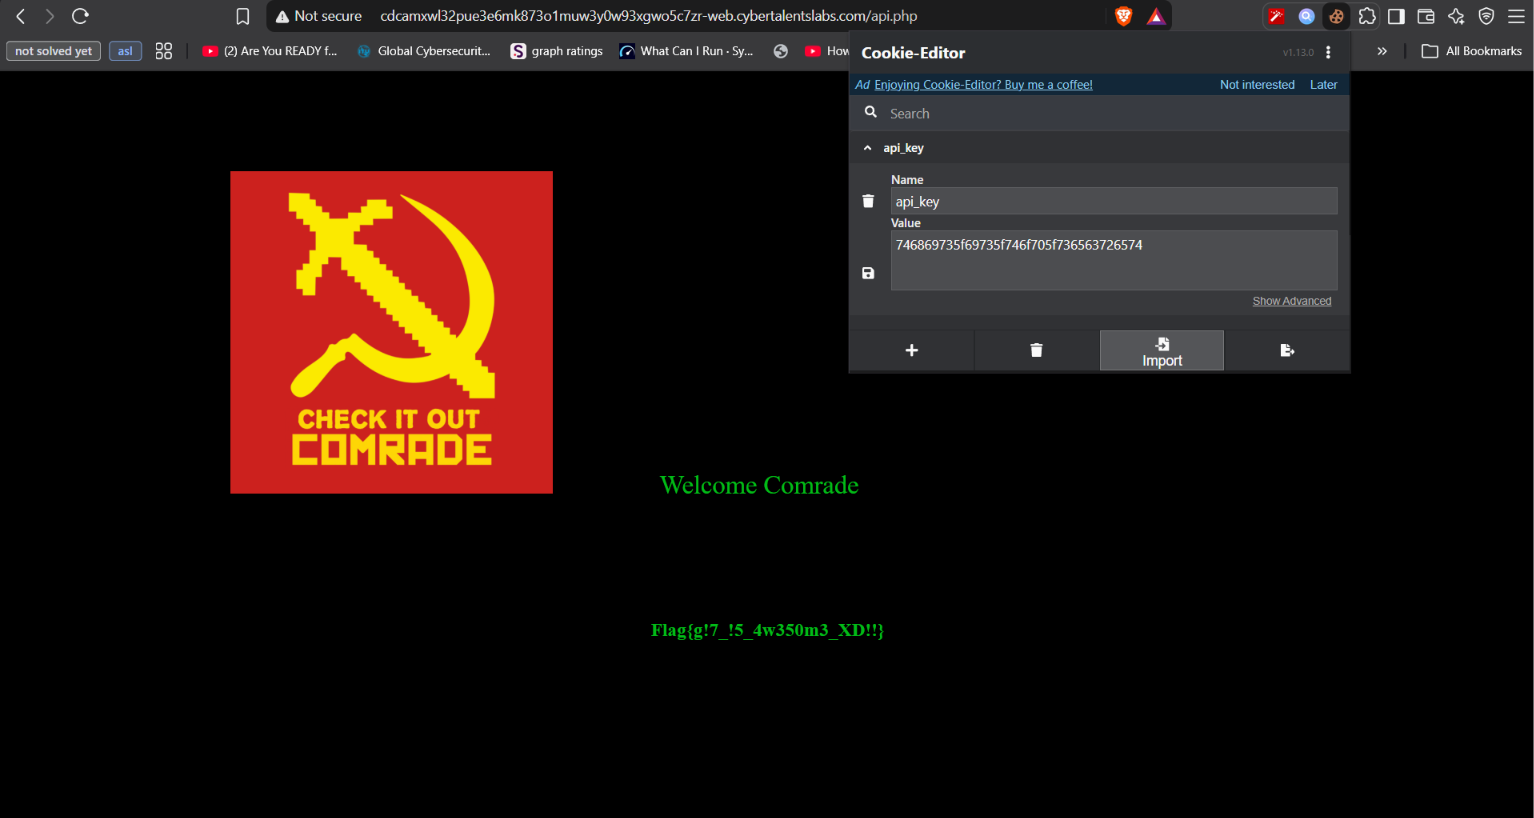 Not secure cdcamxwl32pue3e6mk873o1muw3y0w93xgwo5c7zr-web.cybertalentslabs.com/api.php
not solved yet asl (2) Are You READY f... Global Cybersecurit... graph ratings What Can I Run · Sy... How All Bookmarks
Cookie-Editor v1.13.0
Ad Enjoying Cookie-Editor? Buy me a coffee! Not interested Later
Search
api_key
Name
api_key
Value
746869735f69735f746f705f736563726574
Show Advanced
Import
CHECK IT OUT
COMRADE
Welcome Comrade
Flag{g!7_!5_4w350m3_XD!!}